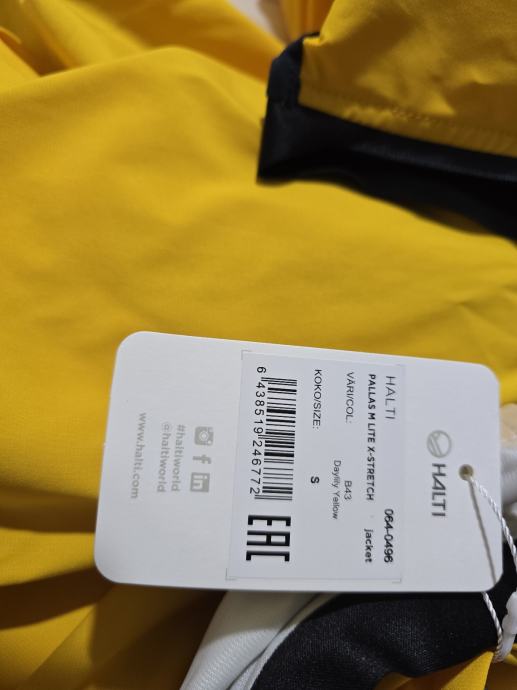 HALTI
HALTI 064-0496
PALLAS M LITE X-STRETCH jacket
VÄRI/COL: B43
Daylily Yellow
KOKO/SIZE: S
6 438519 246772
EAC
#haltiworld
@haltiworld
www.halti.com